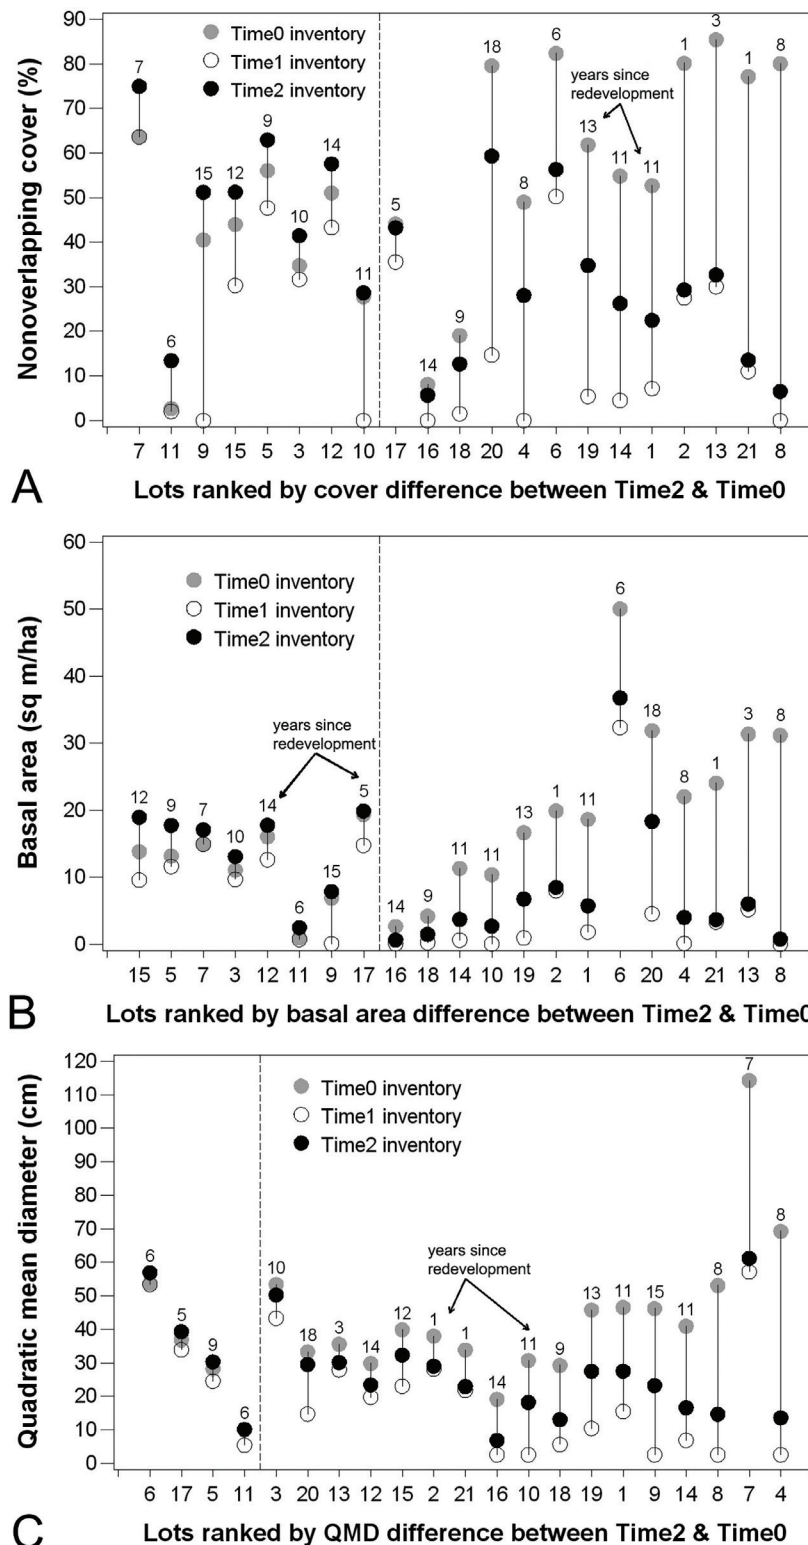 90
80
70
60
50
40
30
20
10
0
Nonoverlapping cover (%)
Time0 inventory
Time1 inventory
Time2 inventory
years since
redevelopment
7 6 15 12 9 10 14 11 5 14 9 18 8 6 13 11 11 1 3 1 8
7 11 9 15 5 3 12 10 17 16 18 20 4 6 19 14 1 2 13 21 8
A Lots ranked by cover difference between Time2 & Time0
60
50
40
30
20
10
0
Basal area (sq m/ha)
Time0 inventory
Time1 inventory
Time2 inventory
years since
redevelopment
12 9 7 10 14 6 15 5 14 9 11 11 13 1 11 6 18 8 1 3 8
15 5 7 3 12 11 9 17 16 18 14 10 19 2 1 6 20 4 21 13 8
B Lots ranked by basal area difference between Time2 & Time0
120
110
100
90
80
70
60
50
40
30
20
10
0
Quadratic mean diameter (cm)
Time0 inventory
Time1 inventory
Time2 inventory
years since
redevelopment
6 5 9 6 10 18 3 14 12 1 1 14 11 9 13 11 15 11 8 7 8
6 17 5 11 3 20 13 12 15 2 21 16 10 18 19 1 9 14 8 7 4
C Lots ranked by QMD difference between Time2 & Time0